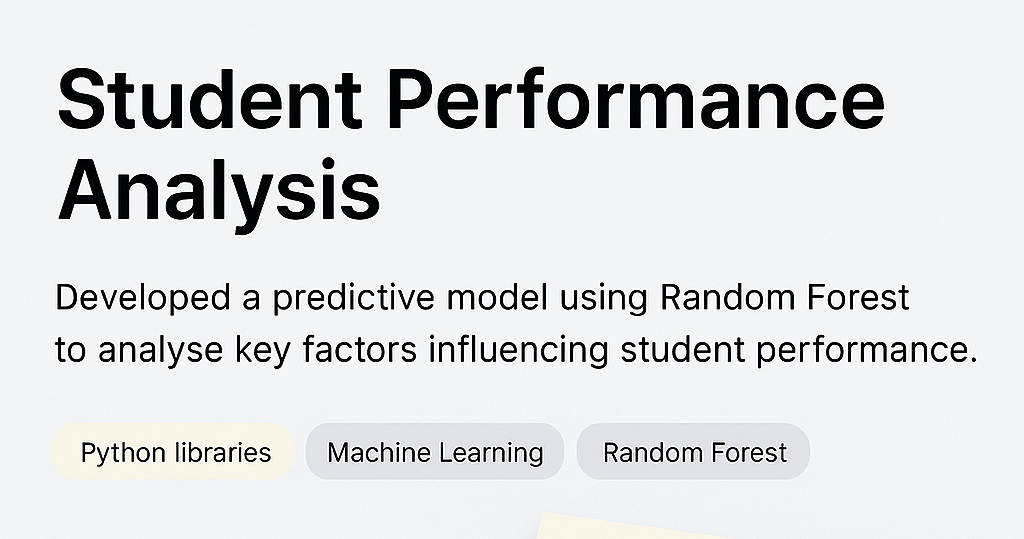 Student Performance
Analysis
Developed a predictive model using Random Forest
to analyse key factors influencing student performance.
Python libraries
Machine Learning
Random Forest